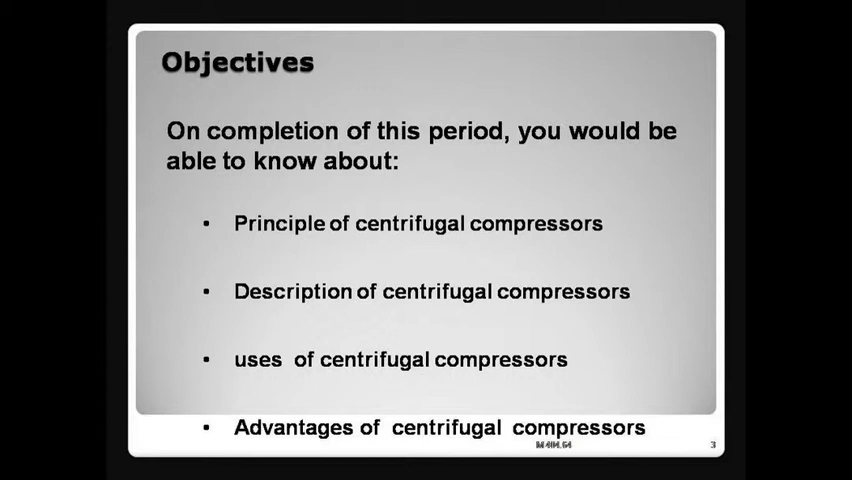 Objectives
On completion of this period, you would be
able to know about:
• Principle of centrifugal compressors
• Description of centrifugal compressors
• uses of centrifugal compressors
• Advantages of centrifugal compressors
3